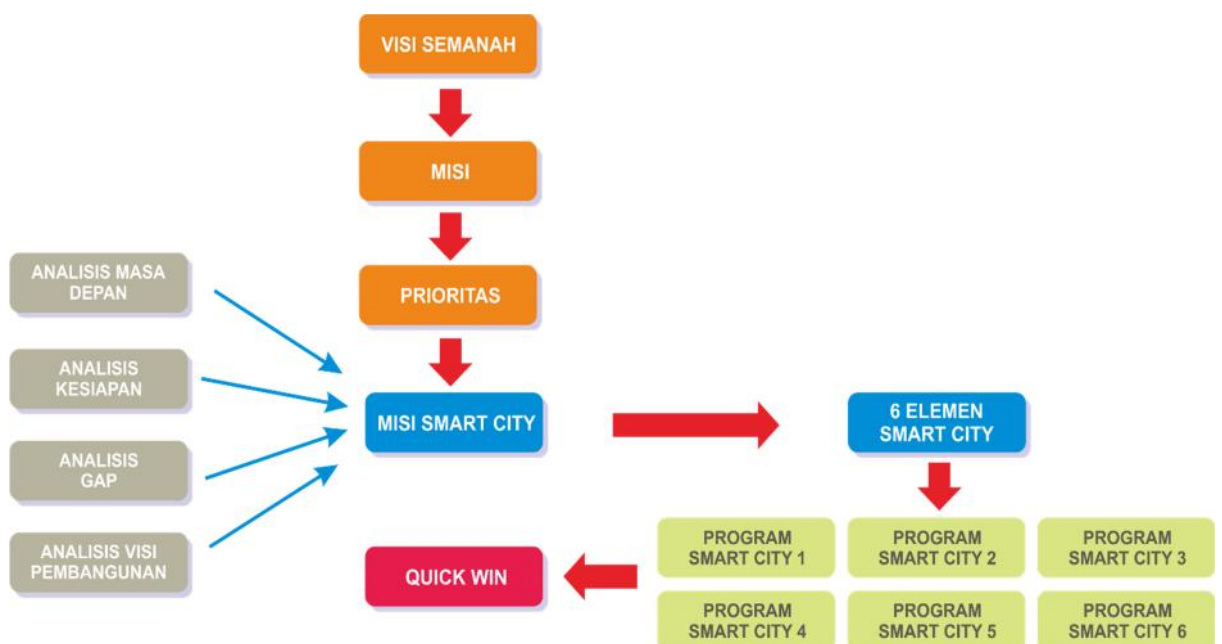 VISI SEMANAH
MISI
PRIORITAS
ANALISIS MASA
DEPAN
ANALISIS
KESIAPAN
ANALISIS
GAP
ANALISIS VISI
PEMBANGUNAN
MISI SMART CITY
6 ELEMEN
SMART CITY
PROGRAM
SMART CITY 1
PROGRAM
SMART CITY 2
PROGRAM
SMART CITY 3
PROGRAM
SMART CITY 4
PROGRAM
SMART CITY 5
PROGRAM
SMART CITY 6
QUICK WIN